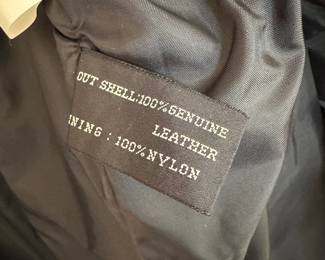 OUT SHELL:100%GENUINE
LEATHER
NING : 100%NYLON